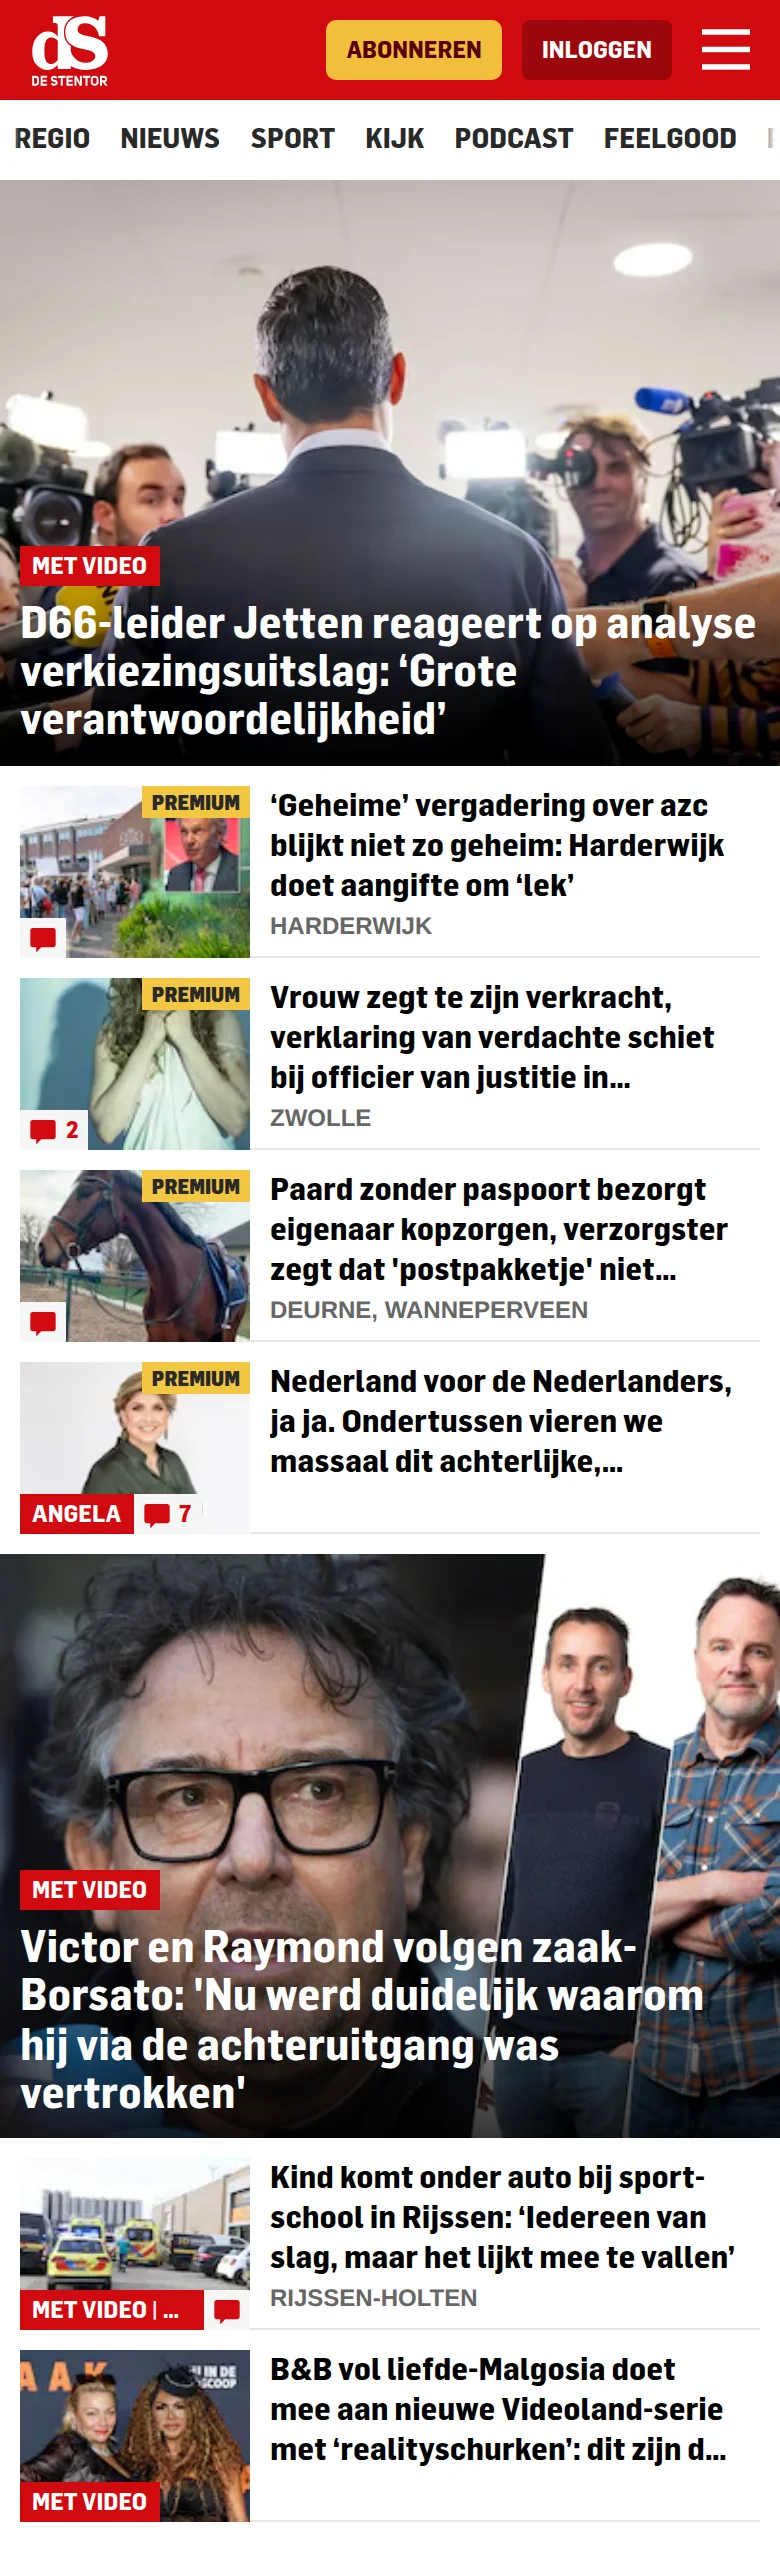 dS
DE STENTOR
ABONNEREN
INLOGGEN
REGIO NIEUWS SPORT KIJK PODCAST FEELGOOD
MET VIDEO
D66-leider Jetten reageert op analyse
verkiezingsuitslag: ‘Grote
verantwoordelijkheid’
PREMIUM
‘Geheime’ vergadering over azc
blijkt niet zo geheim: Harderwijk
doet aangifte om ‘lek’
HARDERWIJK
PREMIUM
2
Vrouw zegt te zijn verkracht,
verklaring van verdachte schiet
bij officier van justitie in...
ZWOLLE
PREMIUM
Paard zonder paspoort bezorgt
eigenaar kopzorgen, verzorgster
zegt dat 'postpakketje' niet...
DEURNE, WANNEPERVEEN
PREMIUM
ANGELA
7
Nederland voor de Nederlanders,
ja ja. Ondertussen vieren we
massaal dit achterlijke,...
MET VIDEO
Victor en Raymond volgen zaak-
Borsato: 'Nu werd duidelijk waarom
hij via de achteruitgang was
vertrokken'
MET VIDEO | ...
Kind komt onder auto bij sport-
school in Rijssen: ‘Iedereen van
slag, maar het lijkt mee te vallen’
RIJSSEN-HOLTEN
AAK
IN DE
MET VIDEO
B&B vol liefde-Malgosia doet
mee aan nieuwe Videoland-serie
met ‘realityschurken’: dit zijn d...